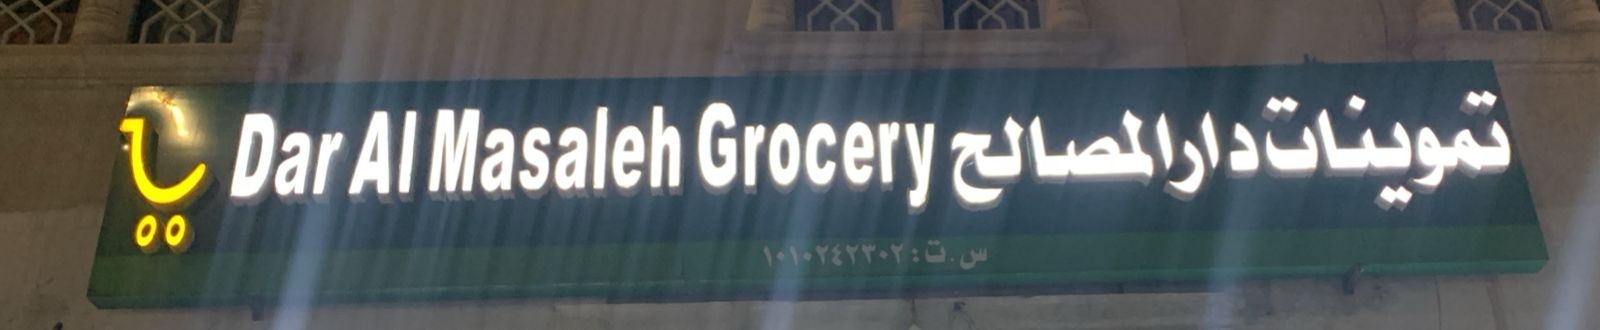 Dar Al Masaleh Grocery تموينات دار المصالح
س.ت: ١٠١٠٢٤٢٣٠٢